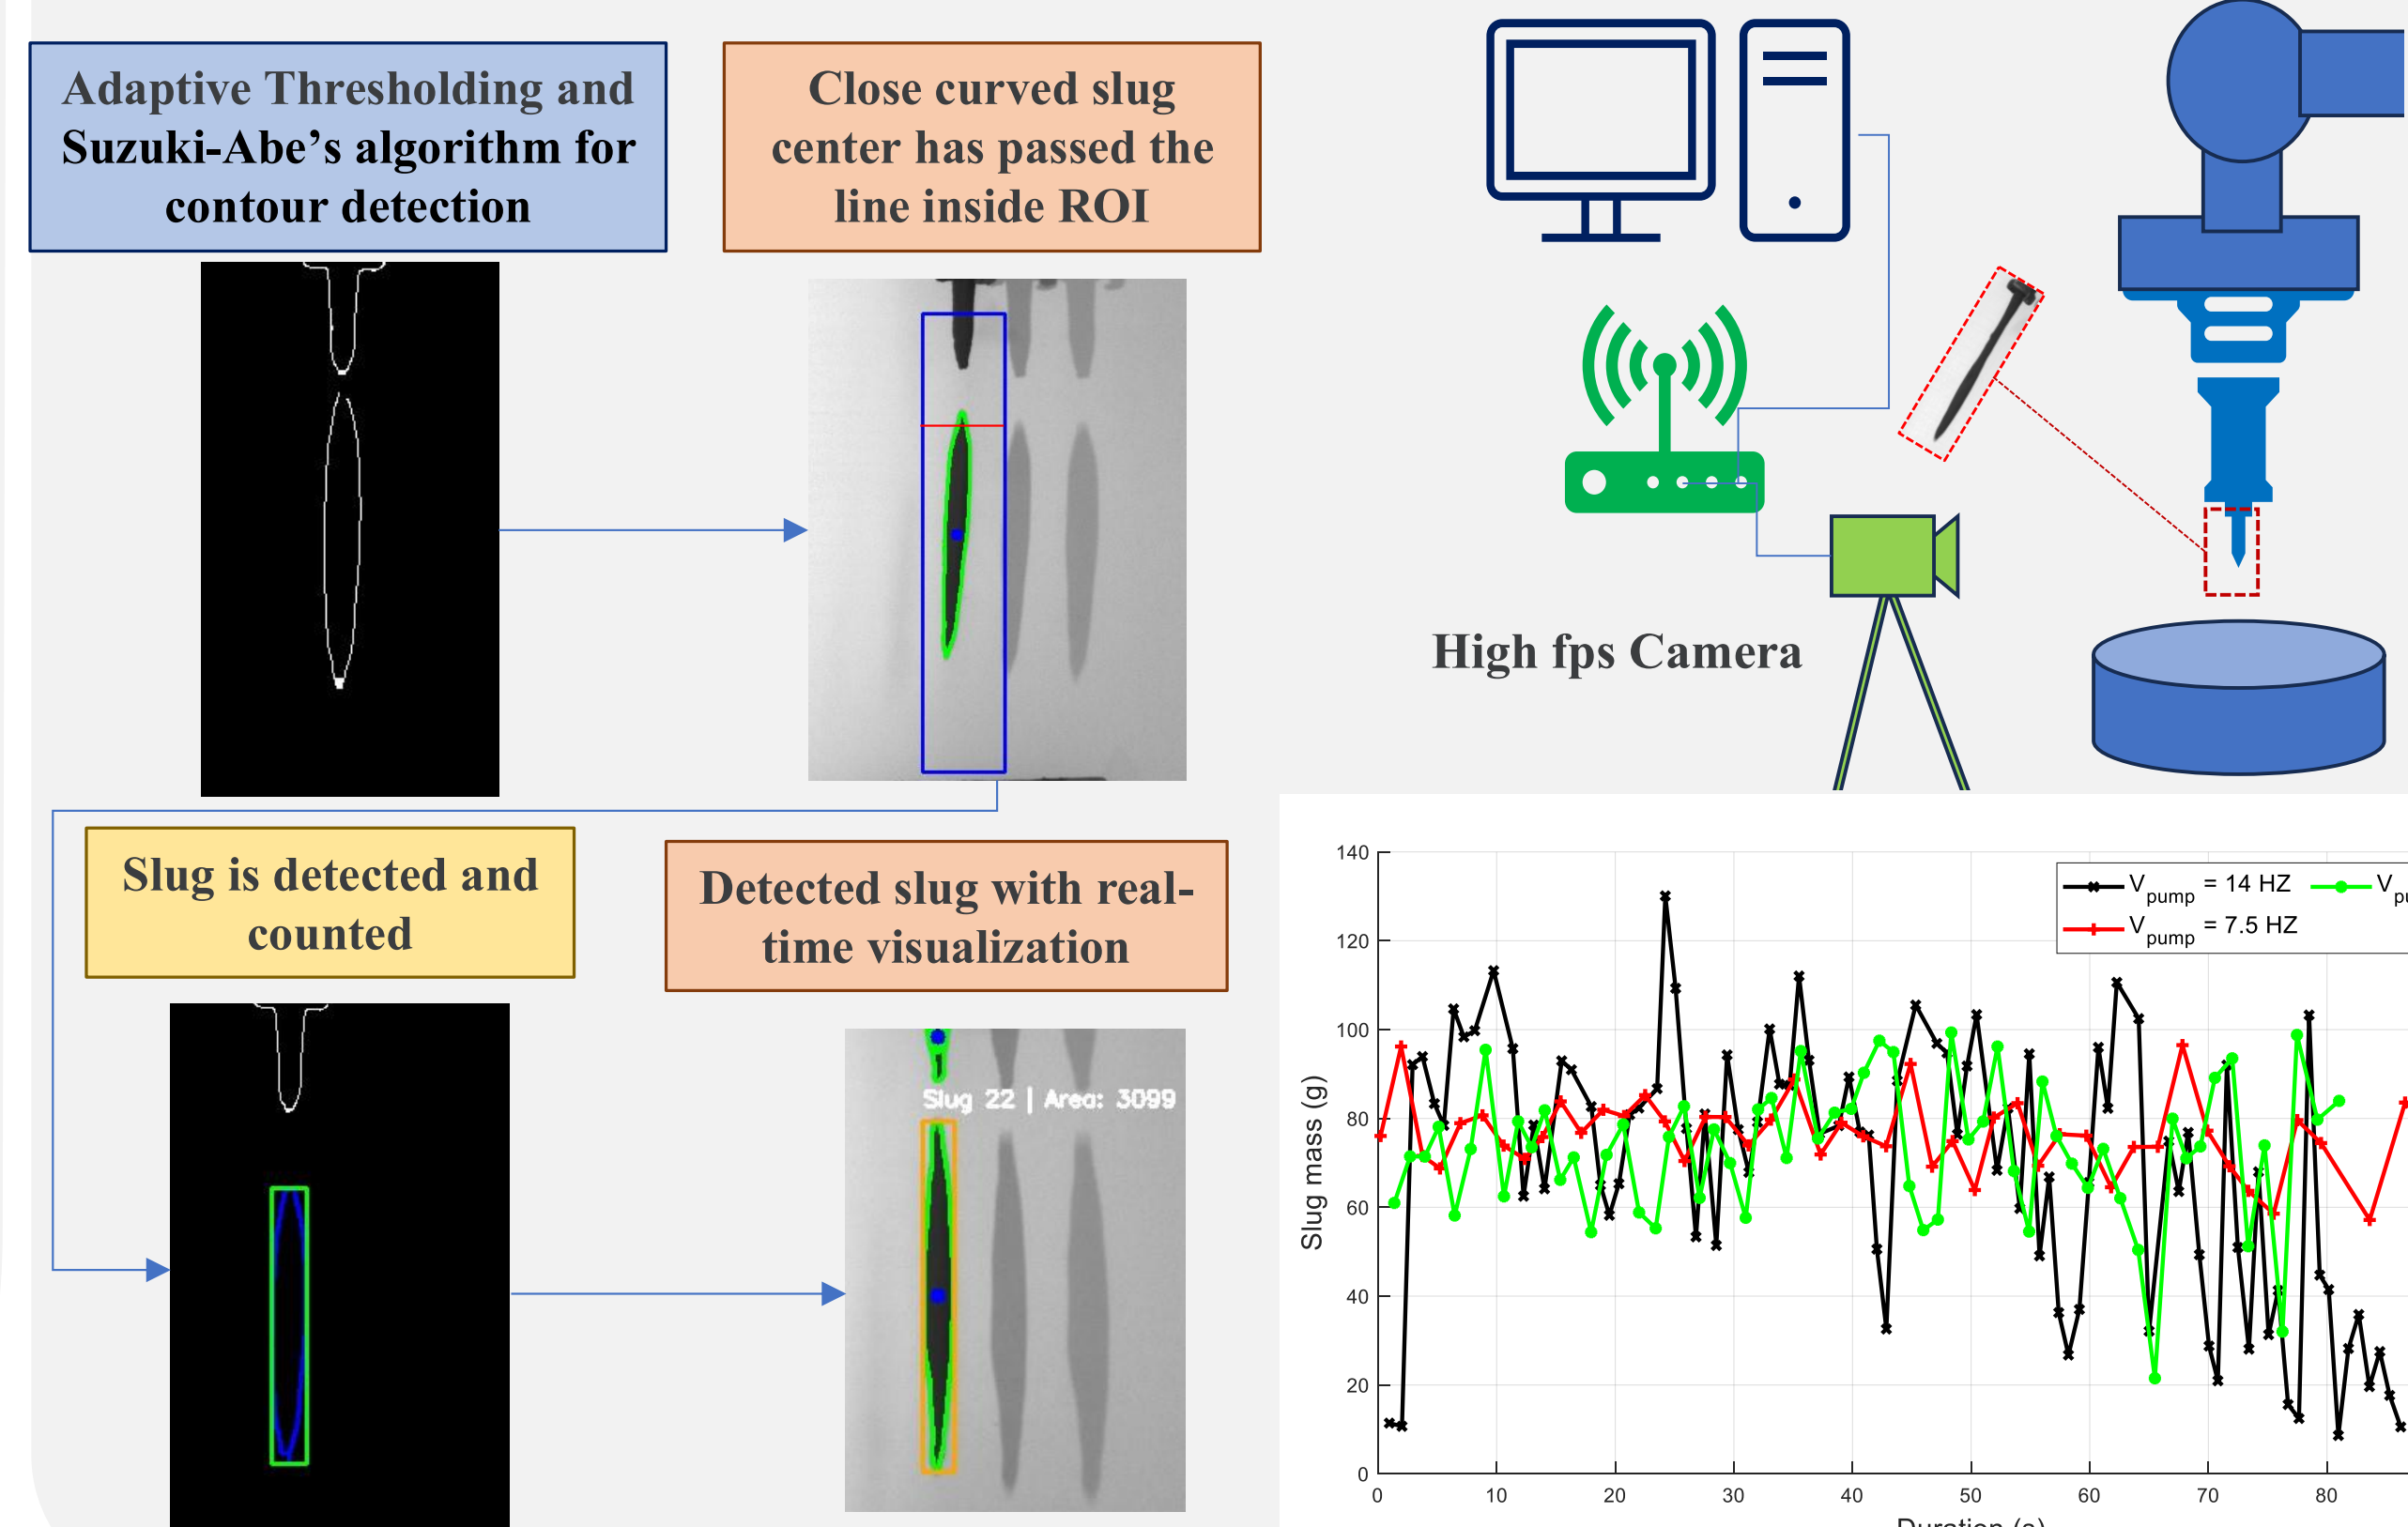 Adaptive Thresholding and
Suzuki-Abe’s algorithm for
contour detection
Close curved slug
center has passed the
line inside ROI
Slug is detected and
counted
Detected slug with real-
time visualization
Slug 22 | Area: 3099
High fps Camera
140
120
100
80
60
40
20
0
Slug mass (g)
V pump = 14 HZ
V pump = 7.5 HZ
0 10 20 30 40 50 60 70 80